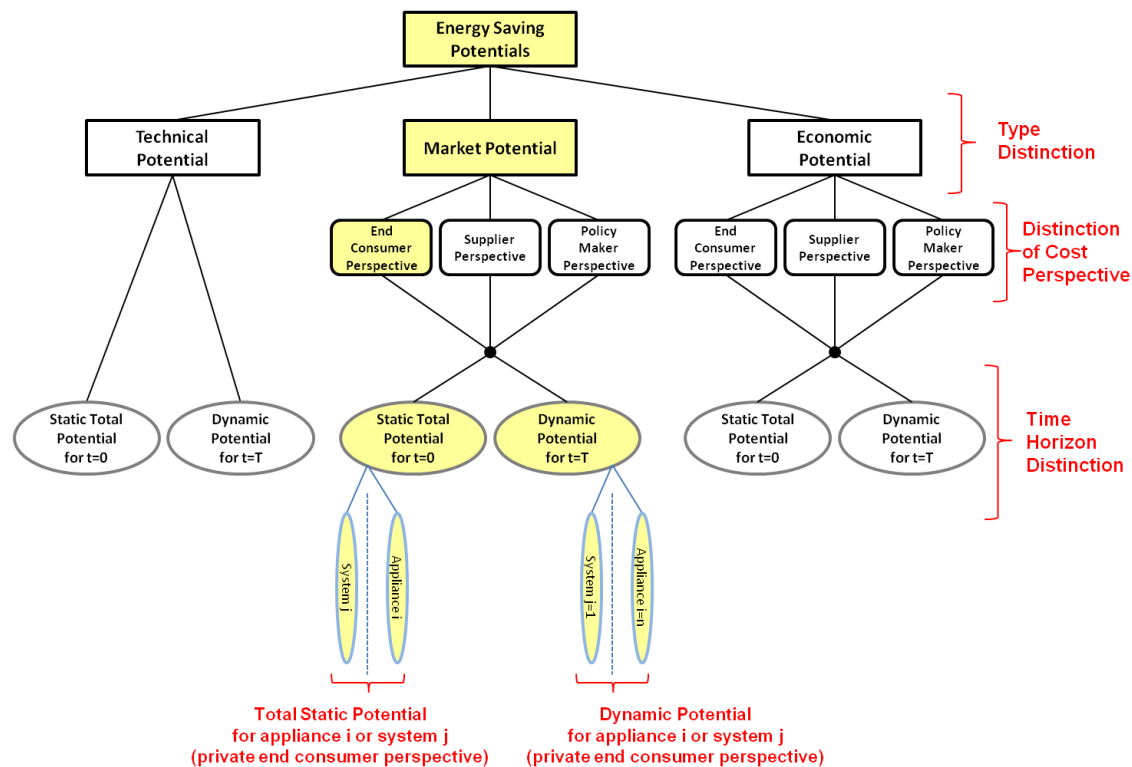 Energy Saving
Potentials
Technical
Potential
Market Potential
Economic
Potential
Type
Distinction
End
Consumer
Perspective
Supplier
Perspective
Policy
Maker
Perspective
End
Consumer
Perspective
Supplier
Perspective
Policy
Maker
Perspective
Distinction
of Cost
Perspective
Static Total
Potential
for t=0
Dynamic
Potential
for t=T
Static Total
Potential
for t=0
Dynamic
Potential
for t=T
Static Total
Potential
for t=0
Dynamic
Potential
for t=T
Time
Horizon
Distinction
System j
Appliance i
System j=1
Appliance i=n
Total Static Potential
for appliance i or system j
(private end consumer perspective)
Dynamic Potential
for appliance i or system j
(private end consumer perspective)